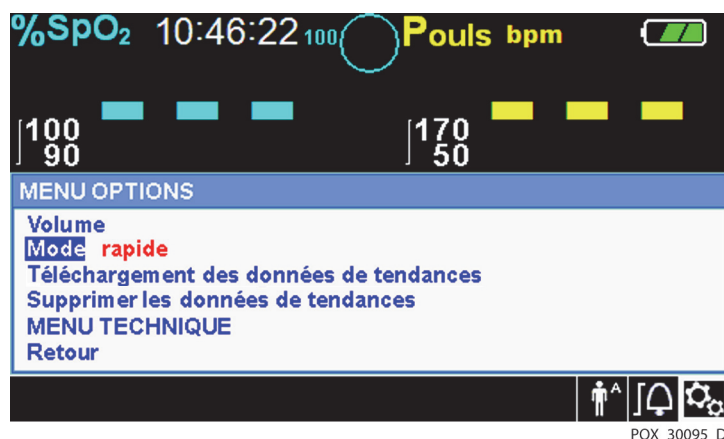 %SpO₂ 10:46:22 100 Pouls bpm
--- ---
100 170
90 50
MENU OPTIONS
Volume
Mode rapide
Téléchargement des données de tendances
Supprimer les données de tendances
MENU TECHNIQUE
Retour
A
POX_30095_D